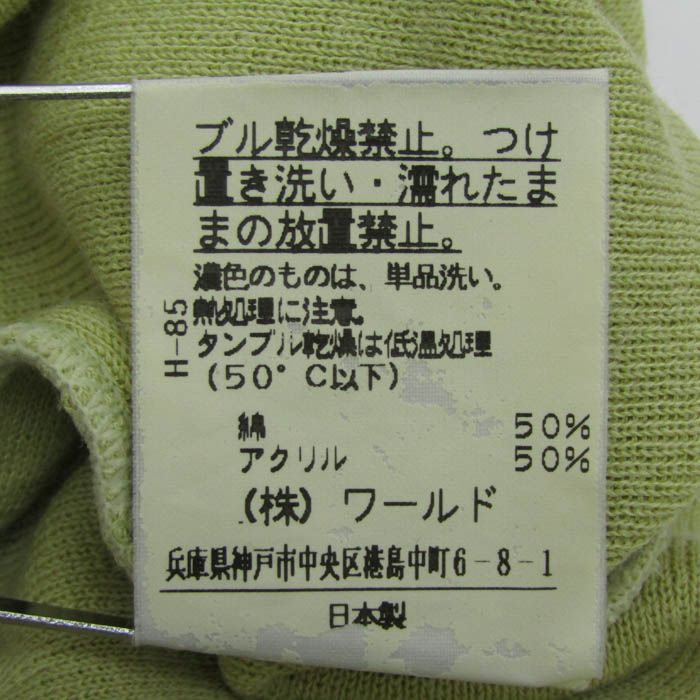 ブル乾燥禁止。つけ
置き洗い・濡れたま
まの放置禁止。
濃色のものは、単品洗い。
熱処理に注意。
タンブル乾燥は低温処理
(50°C以下)
H-85
綿 50%
アクリル 50%
(株)ワールド
兵庫県神戸市中央区港島中町6-8-1
日本製